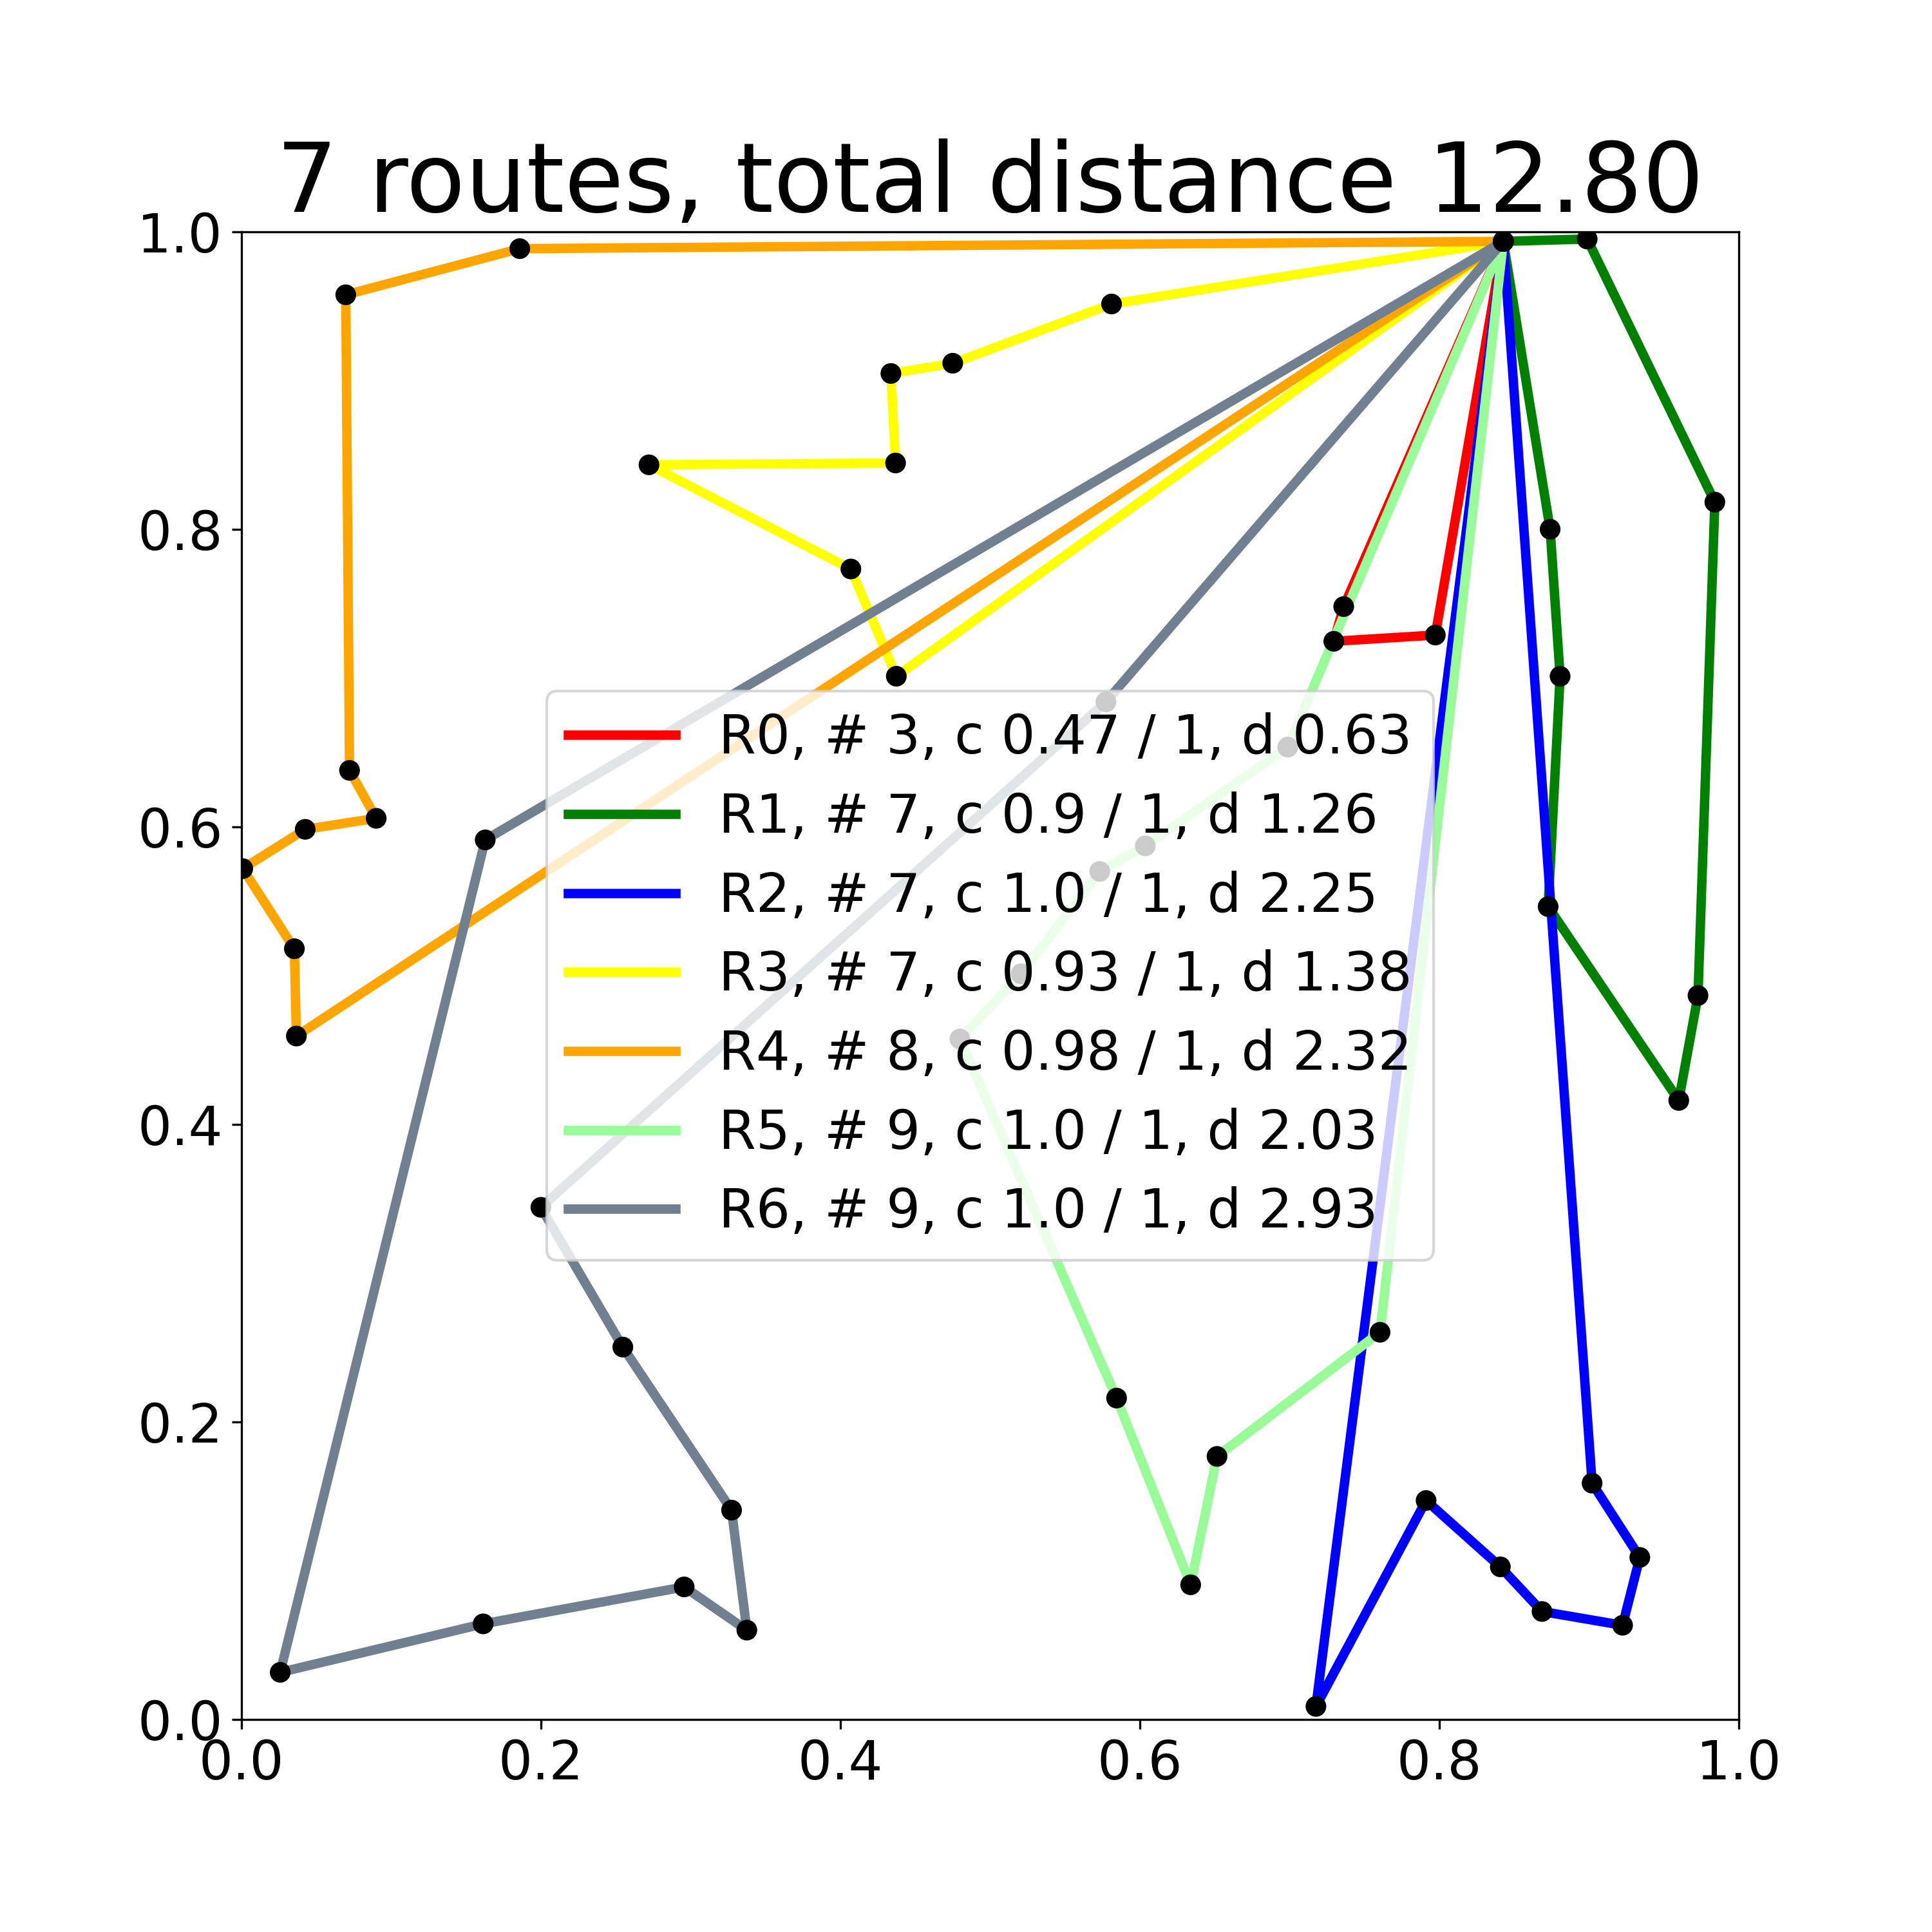 7 routes, total distance 12.80
1.0
0.8
0.6
0.4
0.2
0.0
R0, # 3, c 0.47 / 1, d 0.63
R1, # 7, c 0.9 / 1, d 1.26
R2, # 7, c 1.0 / 1, d 2.25
R3, # 7, c 0.93 / 1, d 1.38
R4, # 8, c 0.98 / 1, d 2.32
R5, # 9, c 1.0 / 1, d 2.03
R6, # 9, c 1.0 / 1, d 2.93
0.0 0.2 0.4 0.6 0.8 1.0